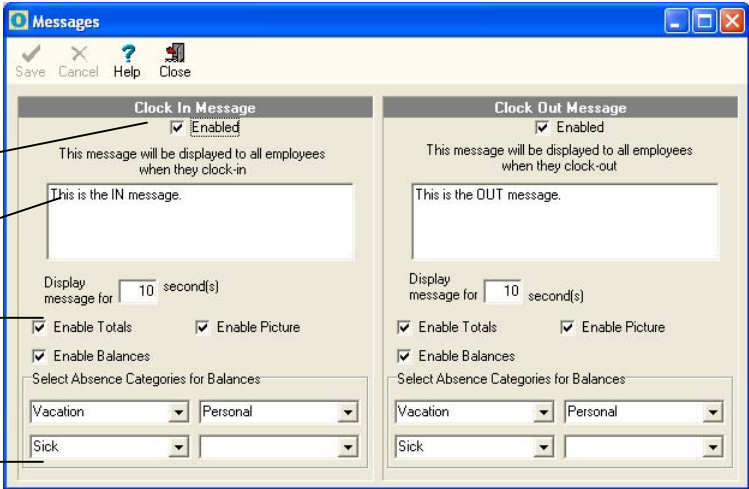 Messages
Save Cancel Help Close
Clock In Message
Enabled
This message will be displayed to all employees
when they clock-in
This is the IN message.
Display
message for 10 second(s)
Enable Totals Enable Picture
Enable Balances
Select Absence Categories for Balances
Vacation Personal
Sick
Clock Out Message
Enabled
This message will be displayed to all employees
when they clock-out
This is the OUT message.
Display
message for 10 second(s)
Enable Totals Enable Picture
Enable Balances
Select Absence Categories for Balances
Vacation Personal
Sick